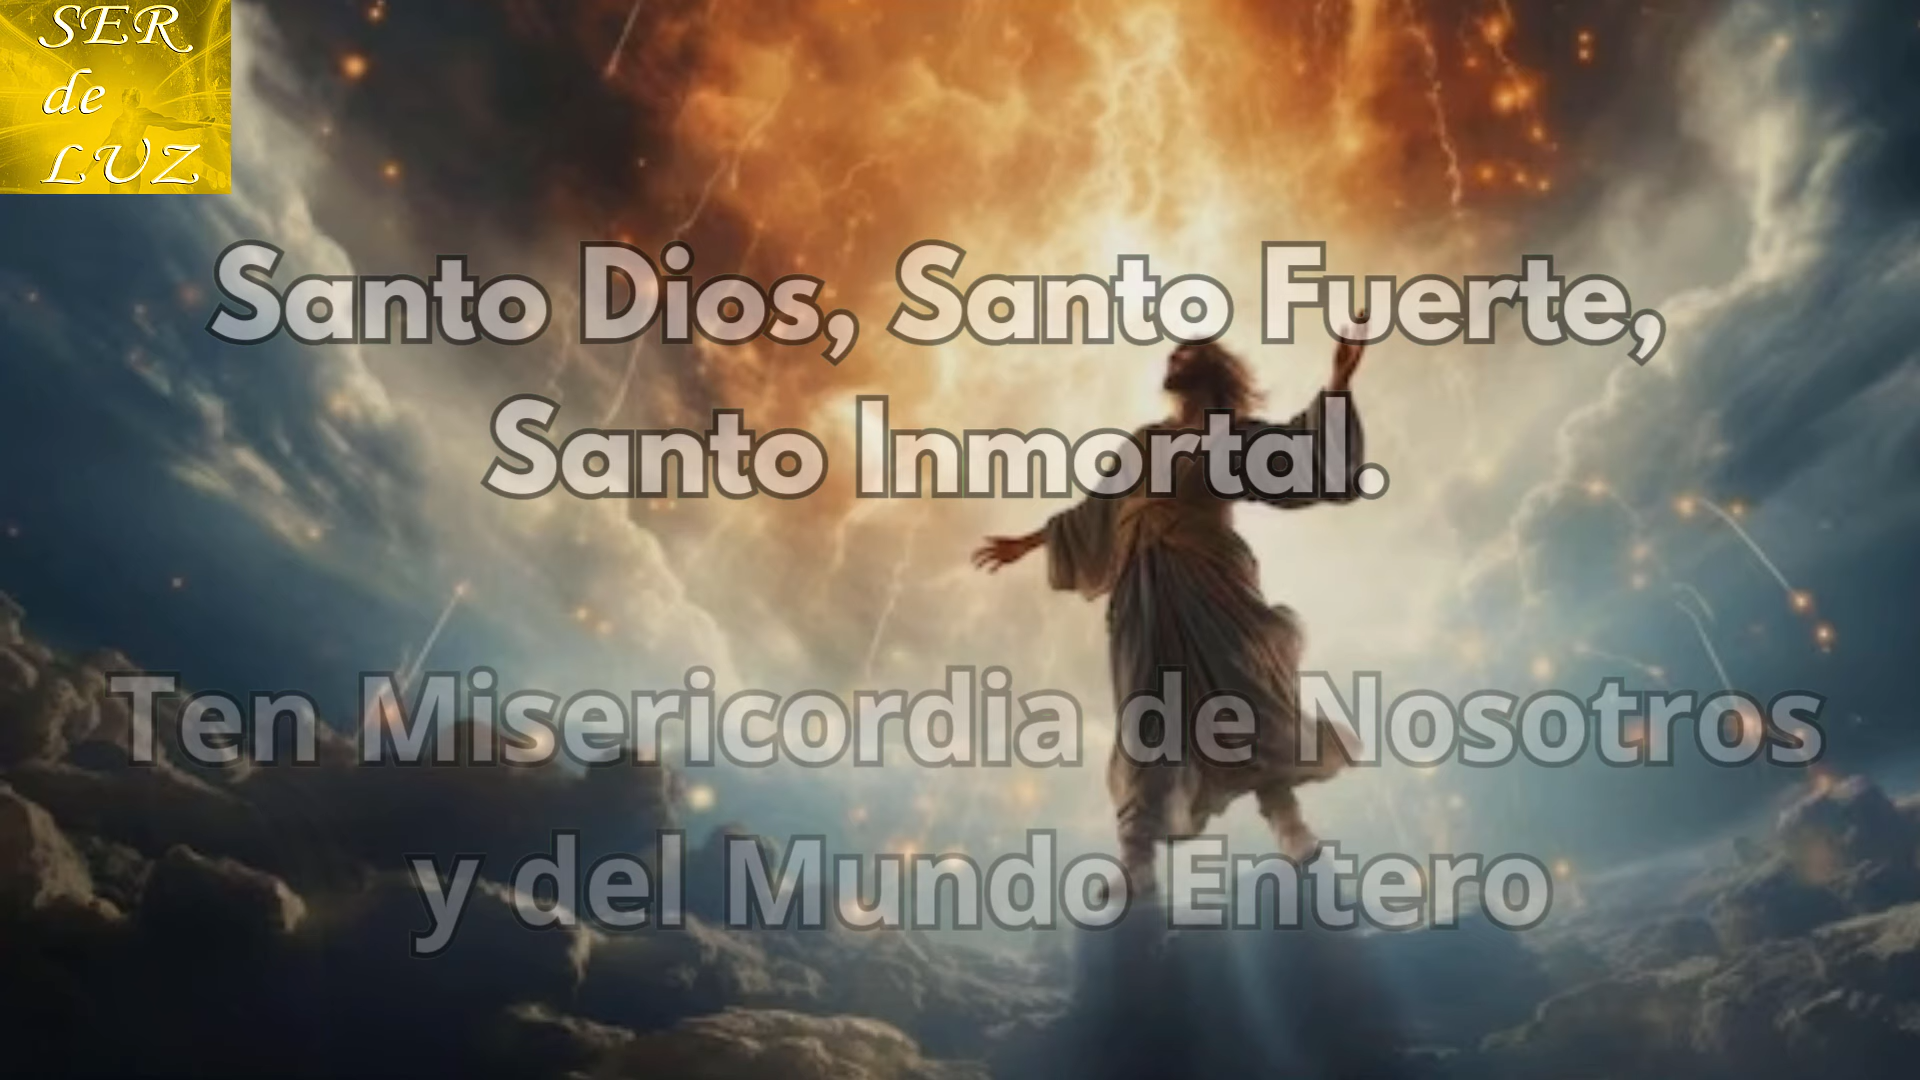 SER
de
LUZ
Santo Dios, Santo Fuerte,
Santo Inmortal.
Ten Misericordia de Nosotros
y del Mundo Entero